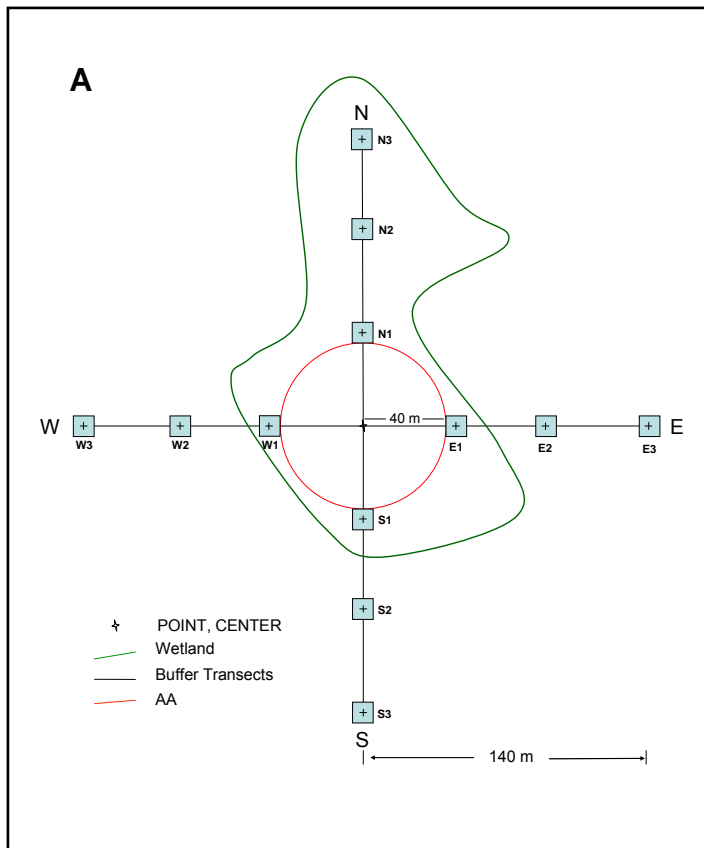 A
N
N3
N2
N1
W
40 m
E
W3
W2
W1
E1
E2
E3
S1
S2
S3
S
POINT, CENTER
Wetland
Buffer Transects
AA
140 m